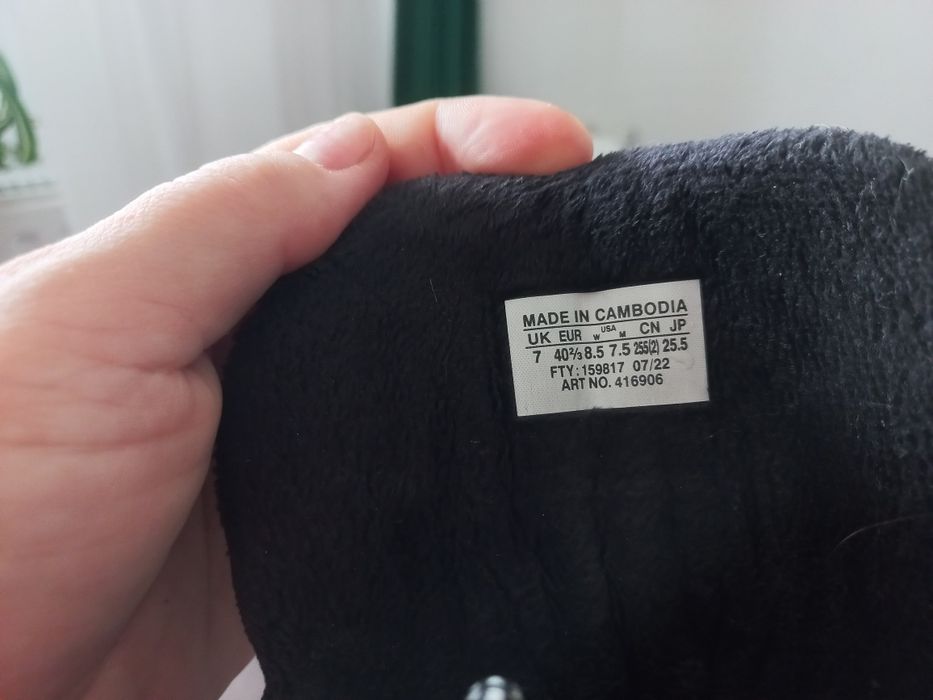 MADE IN CAMBODIA
UK EUR W USA M CN JP
7 40⅔ 8.5 7.5 255(2) 25.5
FTY: 159817 07/22
ART NO. 416906